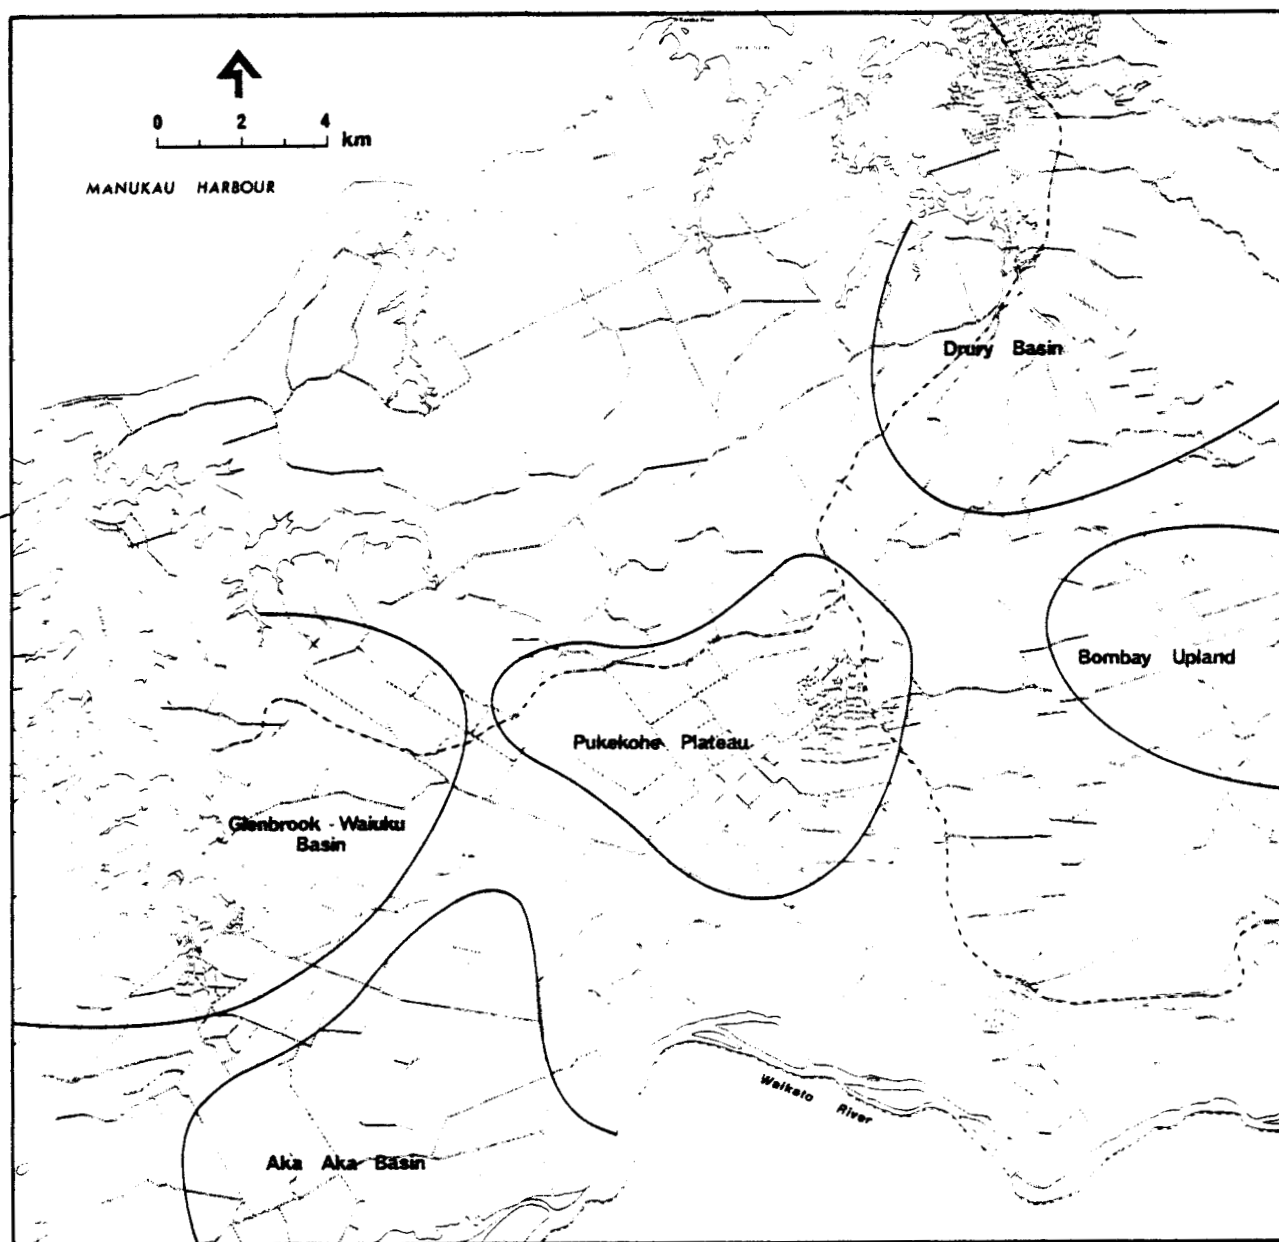 0 2 4 km
MANUKAU HARBOUR
Drury Basin
Bombay Upland
Pukekohe Plateau
Glenbrook - Waiuku
Basin
Waikato River
Aka Aka Basin